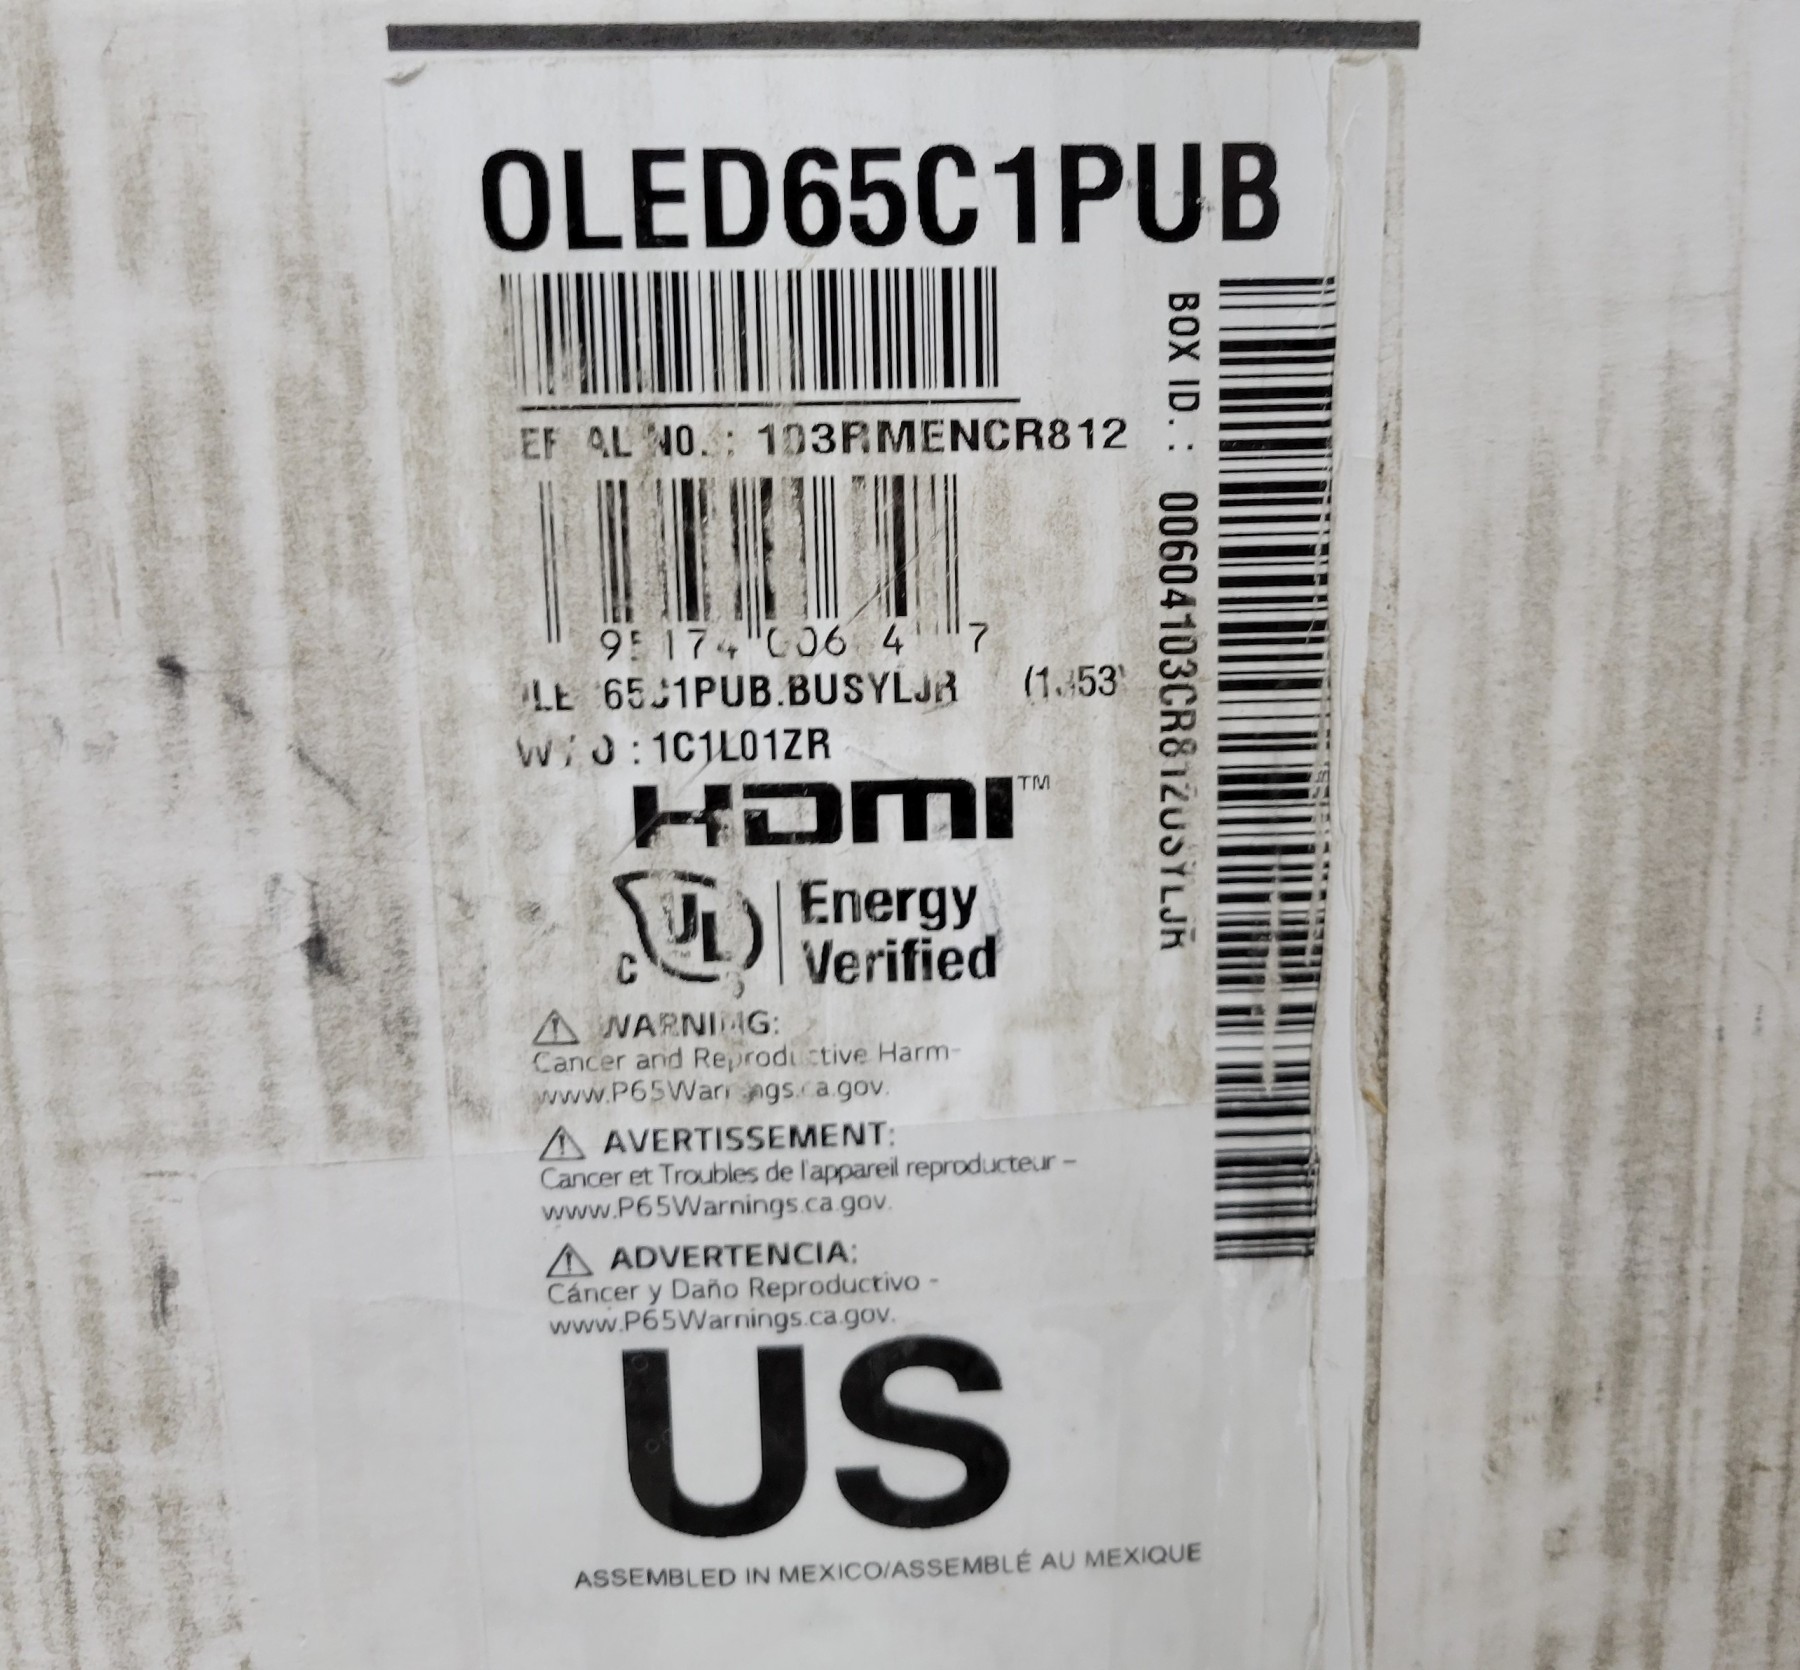 OLED65C1PUB
NO. : 103RMENCR812
65C1PUB.BUSYLJR
: 1C1L01ZR
HDMI™
C UL Energy
Verified
WARNING:
Cancer and Reproductive Harm-
www.P65Warnings.ca.gov.
AVERTISSEMENT:
Cancer et Troubles de l'appareil reproducteur –
www.P65Warnings.ca.gov.
ADVERTENCIA:
Cáncer y Daño Reproductivo -
www.P65Warnings.ca.gov.
US
ASSEMBLED IN MEXICO/ASSEMBLÉ AU MEXIQUE
BOX ID. : 00604103CR812USYLJR